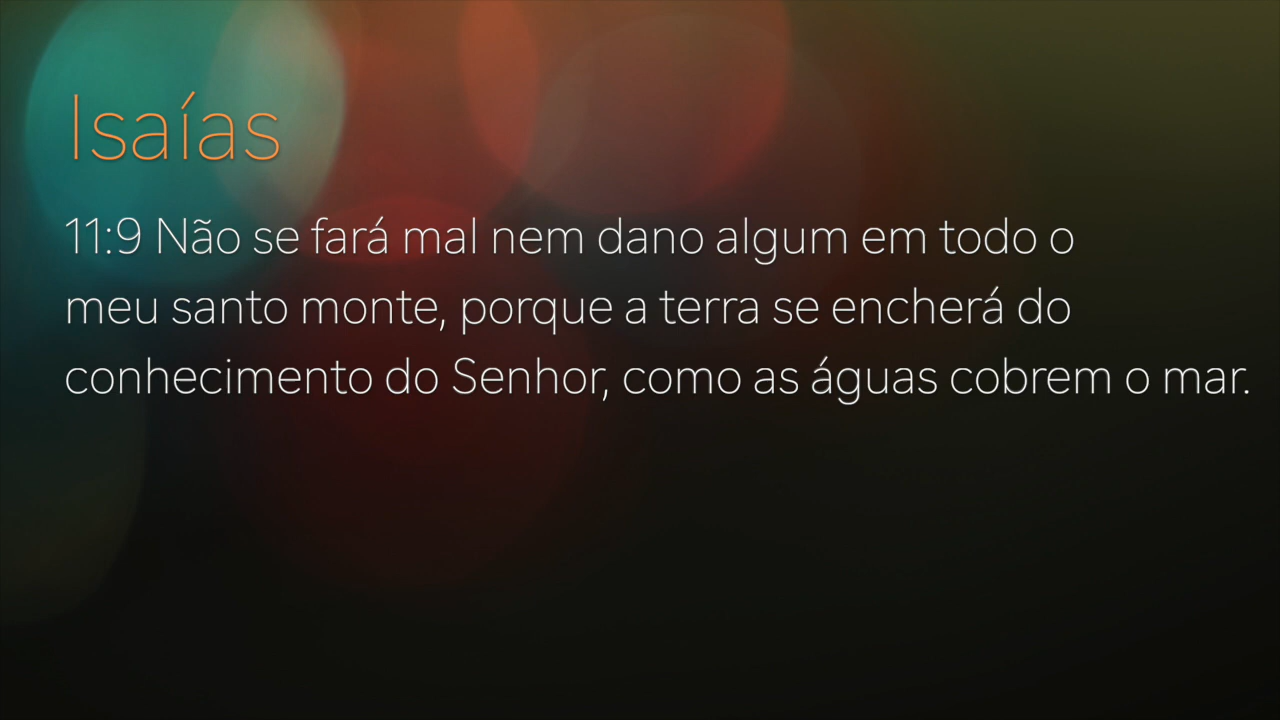 Isaías
11:9 Não se fará mal nem dano algum em todo o
meu santo monte, porque a terra se encherá do
conhecimento do Senhor, como as águas cobrem o mar.